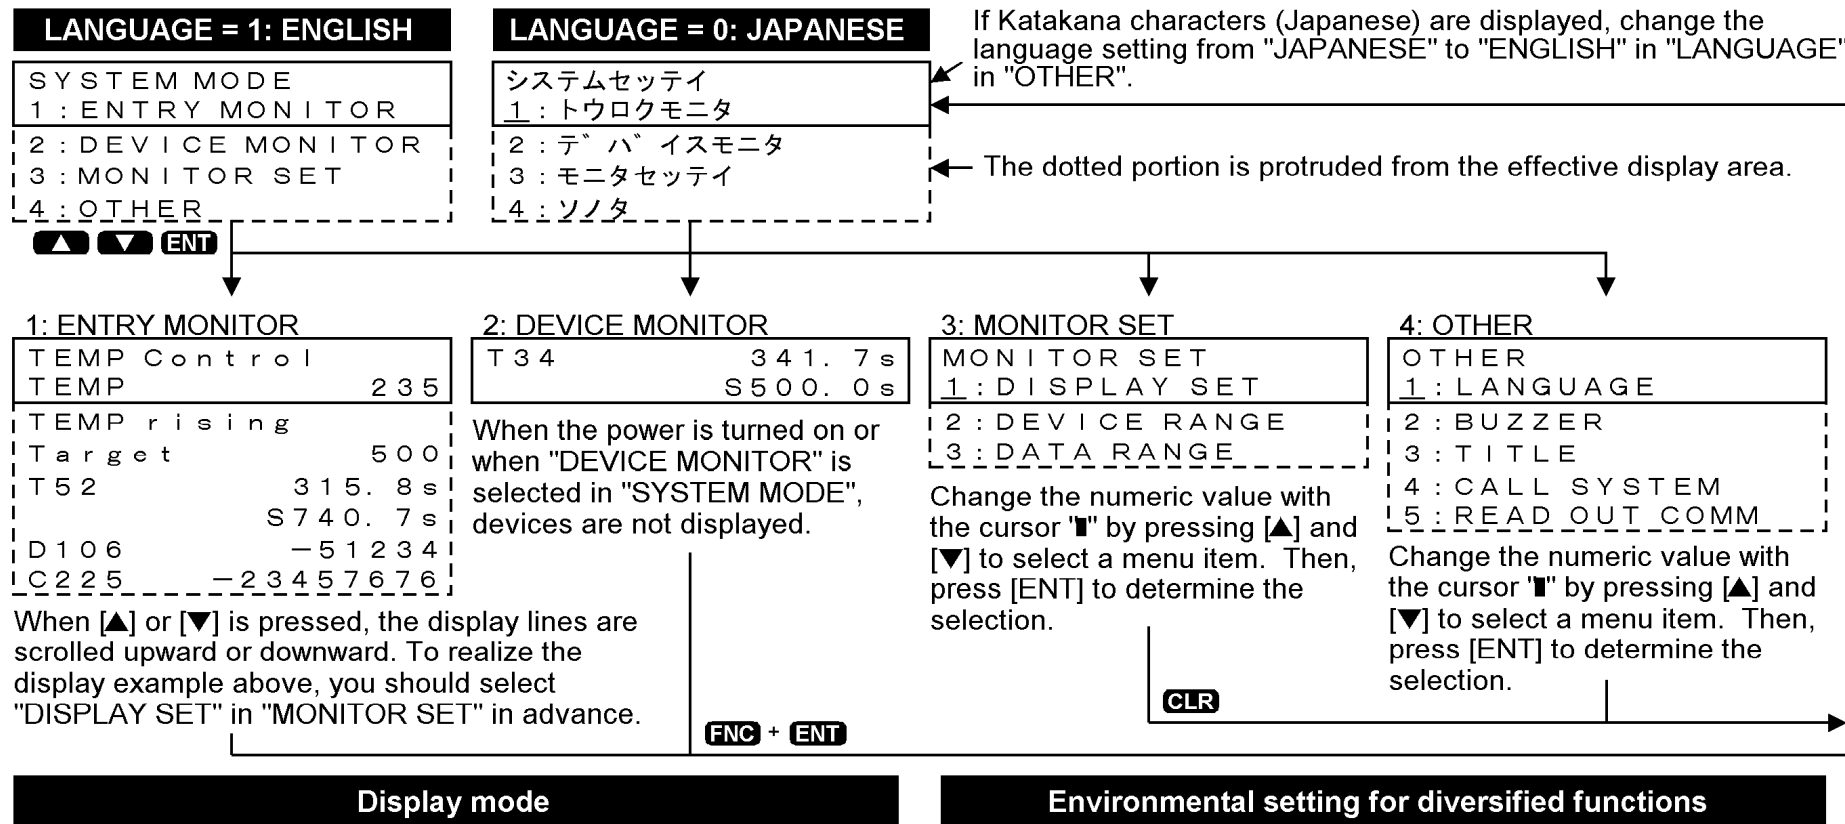 LANGUAGE = 1: ENGLISH
SYSTEM MODE
1 : ENTRY MONITOR
2 : DEVICE MONITOR
3 : MONITOR SET
4 : OTHER
▲ ▼ ENT
LANGUAGE = 0: JAPANESE
システムセッテイ
1 : トウロクモニタ
2 : デバイスモニタ
3 : モニタセッテイ
4 : ソノタ
If Katakana characters (Japanese) are displayed, change the
language setting from "JAPANESE" to "ENGLISH" in "LANGUAGE"
in "OTHER".
The dotted portion is protruded from the effective display area.
1: ENTRY MONITOR
TEMP Control
TEMP 235
TEMP rising
Target 500
T52 315. 8s
S740. 7s
D106 −51234
C225 −23457676
When [▲] or [▼] is pressed, the display lines are
scrolled upward or downward. To realize the
display example above, you should select
"DISPLAY SET" in "MONITOR SET" in advance.
2: DEVICE MONITOR
T34 341. 7s
S500. 0s
When the power is turned on or
when "DEVICE MONITOR" is
selected in "SYSTEM MODE",
devices are not displayed.
FNC + ENT
3: MONITOR SET
MONITOR SET
1 : DISPLAY SET
2 : DEVICE RANGE
3 : DATA RANGE
Change the numeric value with
the cursor "▮" by pressing [▲] and
[▼] to select a menu item. Then,
press [ENT] to determine the
selection.
CLR
4: OTHER
OTHER
1 : LANGUAGE
2 : BUZZER
3 : TITLE
4 : CALL SYSTEM
5 : READ OUT COMM
Change the numeric value with
the cursor "▮" by pressing [▲] and
[▼] to select a menu item. Then,
press [ENT] to determine the
selection.
Display mode
Environmental setting for diversified functions